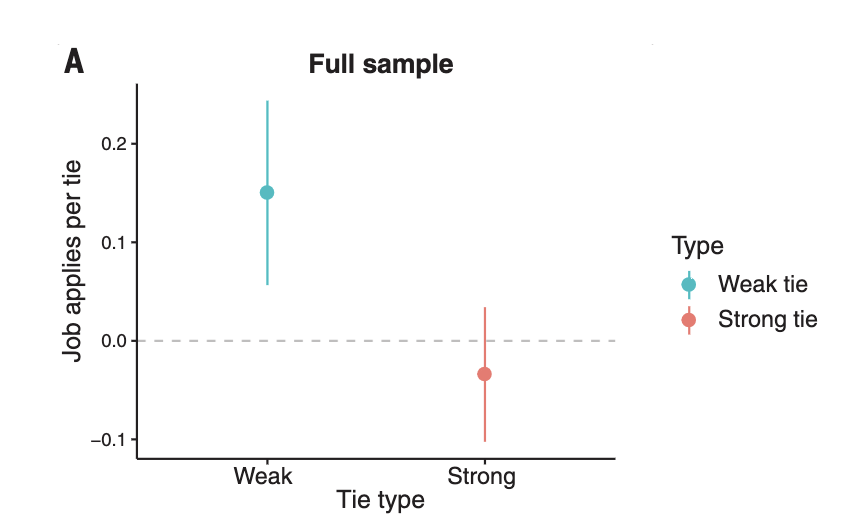 A
Full sample
Job applies per tie
0.2
0.1
0.0
−0.1
Weak
Strong
Tie type
Type
Weak tie
Strong tie